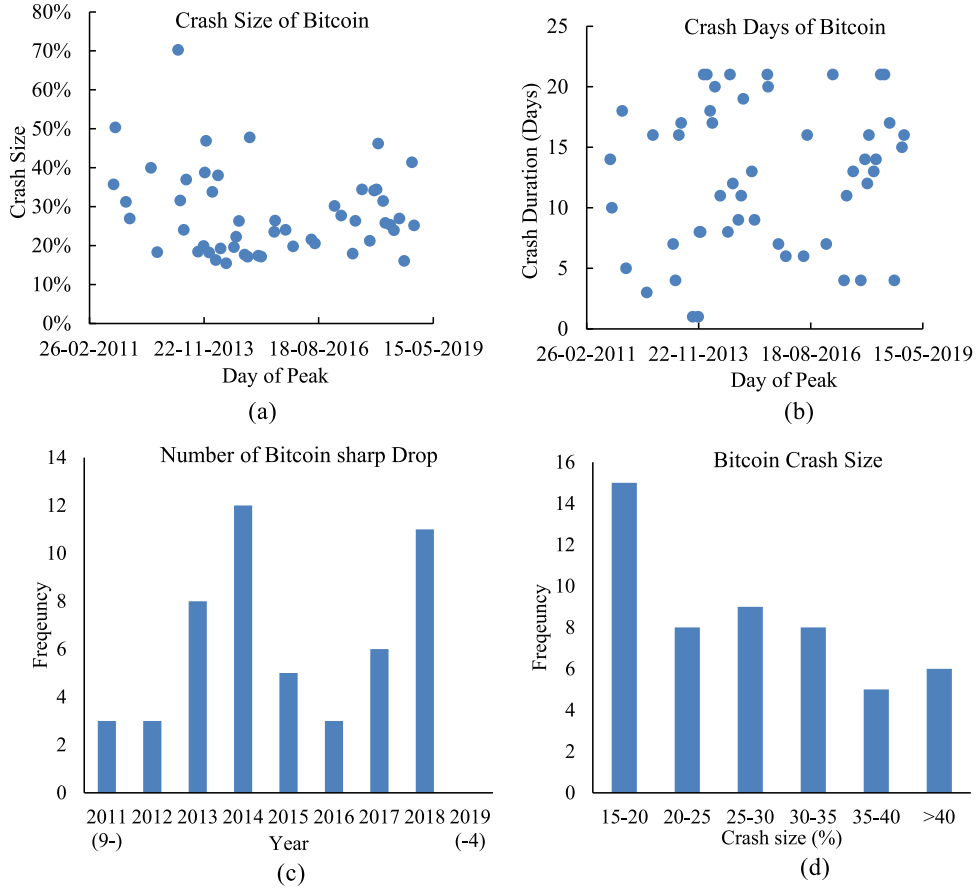 Crash Size of Bitcoin
80%
70%
60%
50%
40%
30%
20%
10%
0%
Crash Size
26-02-2011 22-11-2013 18-08-2016 15-05-2019
Day of Peak
(a)
Crash Days of Bitcoin
25
20
15
10
5
0
Crash Duration (Days)
26-02-2011 22-11-2013 18-08-2016 15-05-2019
Day of Peak
(b)
Number of Bitcoin sharp Drop
14
12
10
8
6
4
2
0
Freqeuncy
2011 2012 2013 2014 2015 2016 2017 2018 2019
(9-) (-4)
Year
(c)
Bitcoin Crash Size
16
14
12
10
8
6
4
2
0
Freqeuncy
15-20 20-25 25-30 30-35 35-40 >40
Crash size (%)
(d)